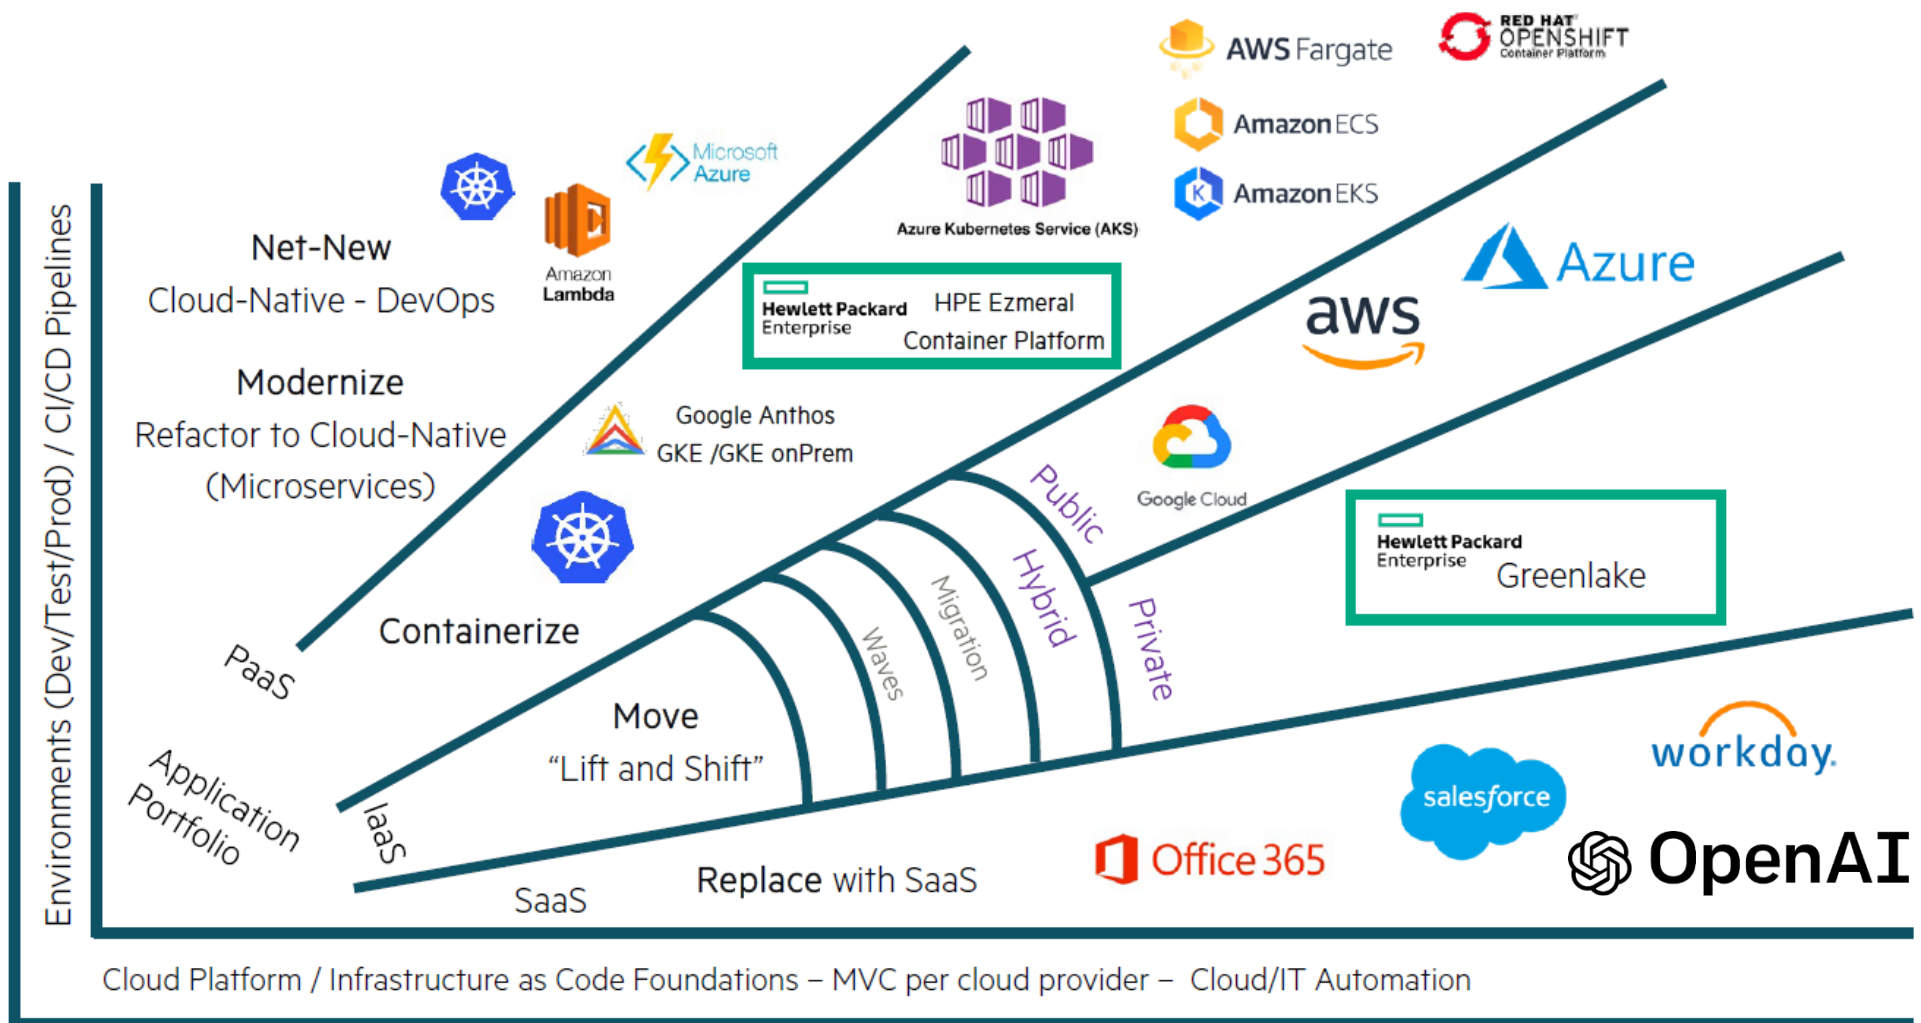 AWS Fargate
RED HAT
OPENSHIFT
Container Platform
Amazon ECS
Amazon EKS
Microsoft
Azure
Azure Kubernetes Service (AKS)
Amazon
Lambda
Net-New
Cloud-Native - DevOps
Modernize
Refactor to Cloud-Native
(Microservices)
Hewlett Packard
Enterprise
HPE Ezmeral
Container Platform
Google Anthos
GKE /GKE onPrem
Azure
aws
Google Cloud
Containerize
PaaS
Public
Hybrid
Private
Migration
Waves
Hewlett Packard
Enterprise
Greenlake
Move
“Lift and Shift”
Application
Portfolio
IaaS
SaaS
Replace with SaaS
Office 365
salesforce
workday.
OpenAI
Environments (Dev/Test/Prod) / CI/CD Pipelines
Cloud Platform / Infrastructure as Code Foundations – MVC per cloud provider – Cloud/IT Automation